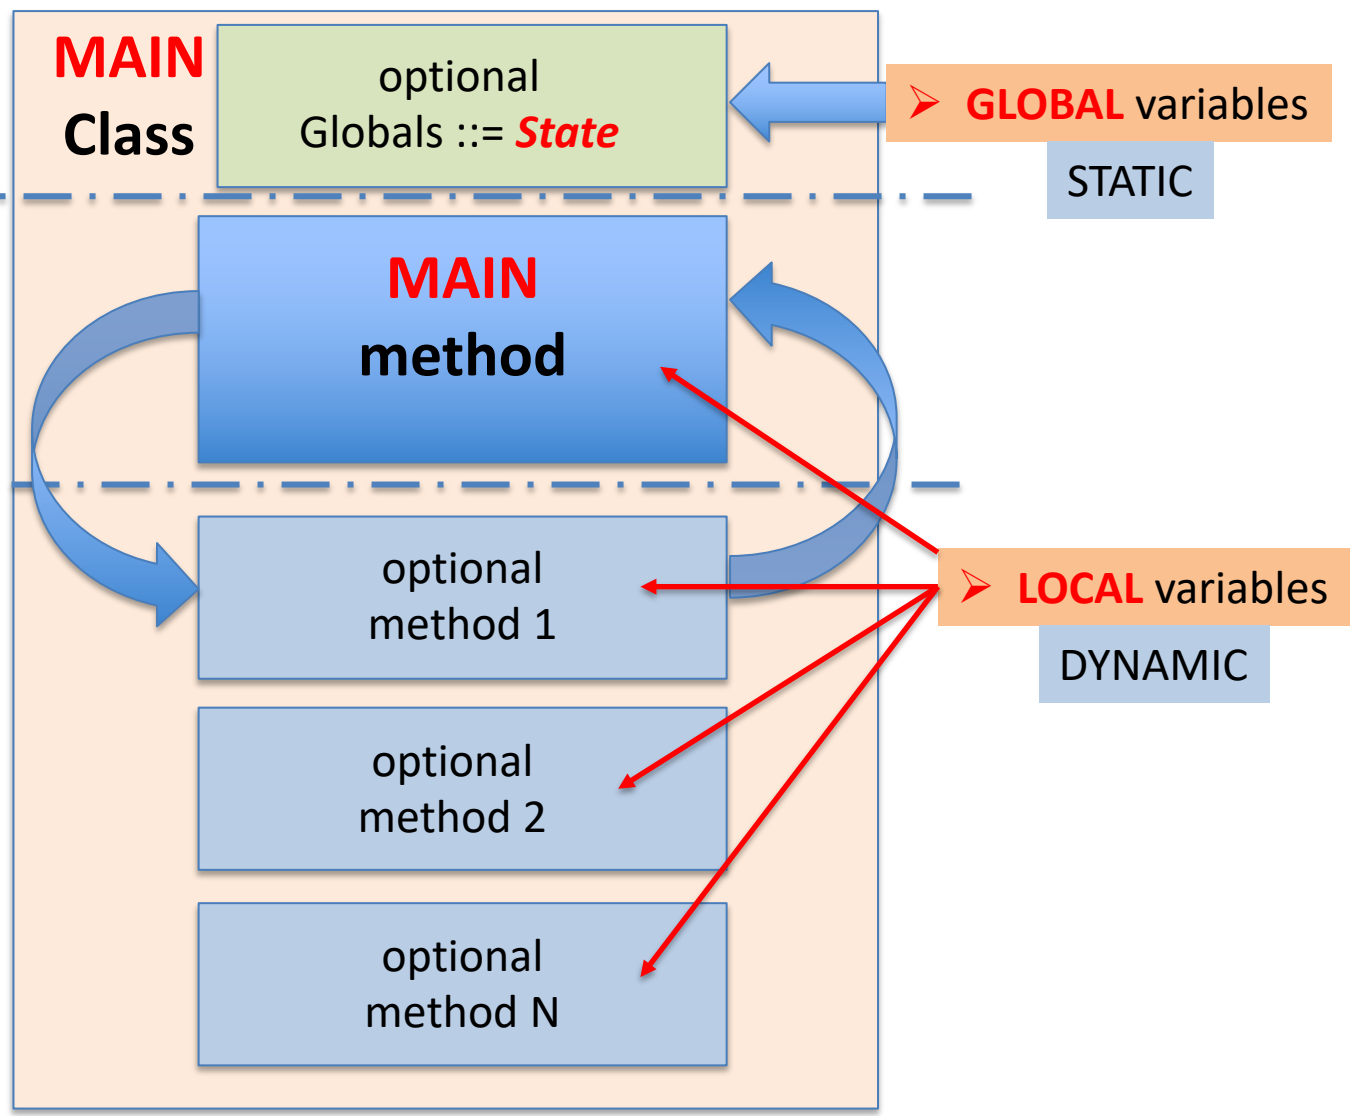 MAIN
Class
optional
Globals ::= State
➢ GLOBAL variables
STATIC
MAIN
method
optional
method 1
➢ LOCAL variables
DYNAMIC
optional
method 2
optional
method N